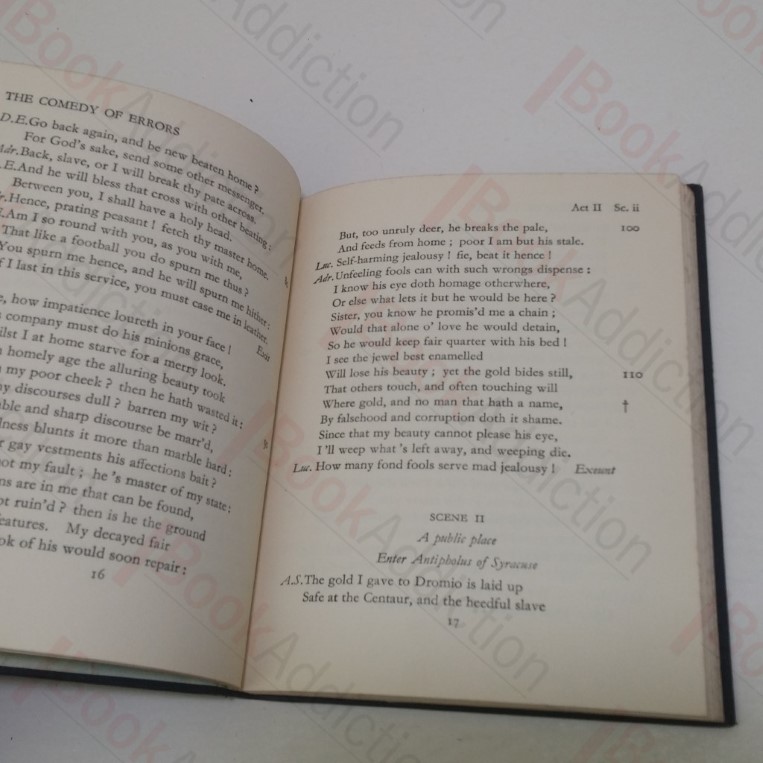 THE COMEDY OF ERRORS
D.E.Go back again, and be new beaten home?
For God's sake, send some other messenger.
Adr.Back, slave, or I will break thy pate across.
.E.And he will bless that cross with other beating:
Between you, I shall have a holy head.
r.Hence, prating peasant! fetch thy master home.
Am I so round with you, as you with me,
That like a football you do spurn me thus?
You spurn me hence, and he will spurn me hither:
f I last in this service, you must case me in leather.
Exit
, how impatience loureth in your face!
company must do his minions grace,
ilst I at home starve for a merry look.
homely age the alluring beauty took
my poor cheek? then he hath wasted it:
y discourses dull? barren my wit?
ble and sharp discourse be marr'd,
ness blunts it more than marble hard:
gay vestments his affections bait?
ot my fault; he's master of my state:
ns are in me that can be found,
ot ruin'd? then is he the ground
eatures. My decayed fair
ok of his would soon repair:
16
Act II Sc. ii
But, too unruly deer, he breaks the pale, 100
And feeds from home; poor I am but his stale.
Luc. Self-harming jealousy! fie, beat it hence!
Adr.Unfeeling fools can with such wrongs dispense:
I know his eye doth homage otherwhere,
Or else what lets it but he would be here?
Sister, you know he promis'd me a chain;
Would that alone o' love he would detain,
So he would keep fair quarter with his bed!
I see the jewel best enamelled
Will lose his beauty; yet the gold bides still, 110
That others touch, and often touching will
Where gold, and no man that hath a name, †
By falsehood and corruption doth it shame.
Since that my beauty cannot please his eye,
I'll weep what's left away, and weeping die.
Luc. How many fond fools serve mad jealousy! Exeunt
SCENE II
A public place
Enter Antipholus of Syracuse
A.S.The gold I gave to Dromio is laid up
Safe at the Centaur, and the heedful slave
17
BookAddiction